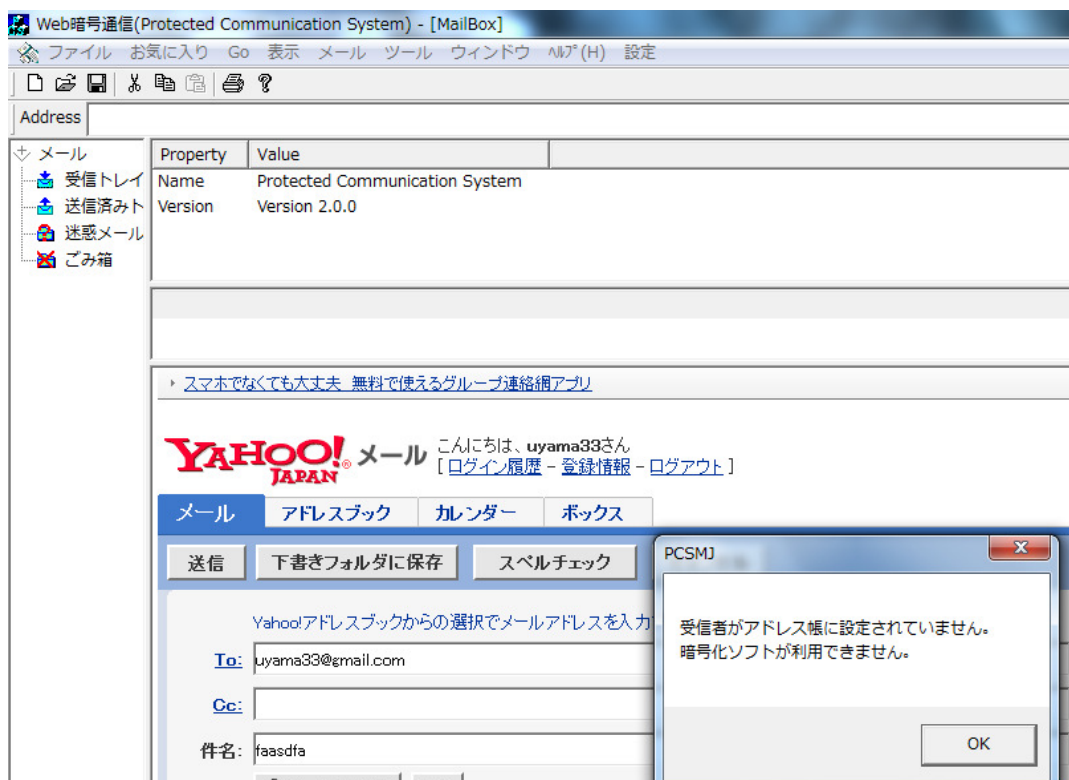 Web暗号通信(Protected Communication System) - [MailBox]
ファイル お気に入り Go 表示 メール ツール ウィンドウ ﾍﾙﾌﾟ(H) 設定
Address
メール
受信トレイ
送信済みト
迷惑メール
ごみ箱
Property Value
Name Protected Communication System
Version Version 2.0.0
スマホでなくても大丈夫 無料で使えるグループ連絡網アプリ
YAHOO! JAPAN メール
こんにちは、uyama33さん
[ ログイン履歴 - 登録情報 - ログアウト ]
メール アドレスブック カレンダー ボックス
送信 下書きフォルダに保存 スペルチェック
Yahoo!アドレスブックからの選択でメールアドレスを入力
To: uyama33@gmail.com
Cc:
件名: faasdfa
PCSMJ
受信者がアドレス帳に設定されていません。
暗号化ソフトが利用できません。
OK